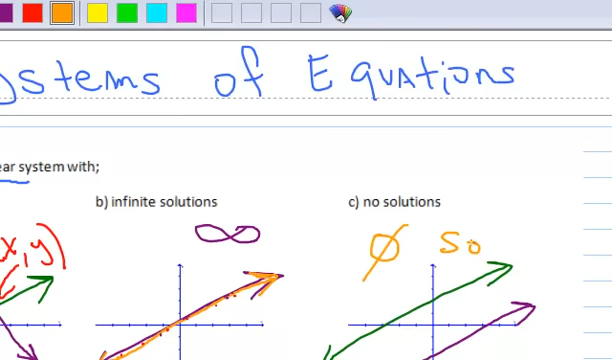 ystems of Equations
ear system with;
b) infinite solutions
c) no solutions
∞
x, y)
Ø so